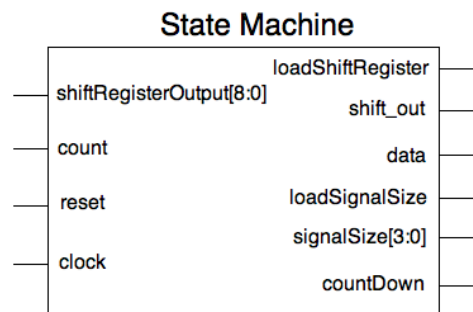 State Machine
loadShiftRegister
shiftRegisterOutput[8:0]
shift_out
count
data
loadSignalSize
reset
signalSize[3:0]
clock
countDown